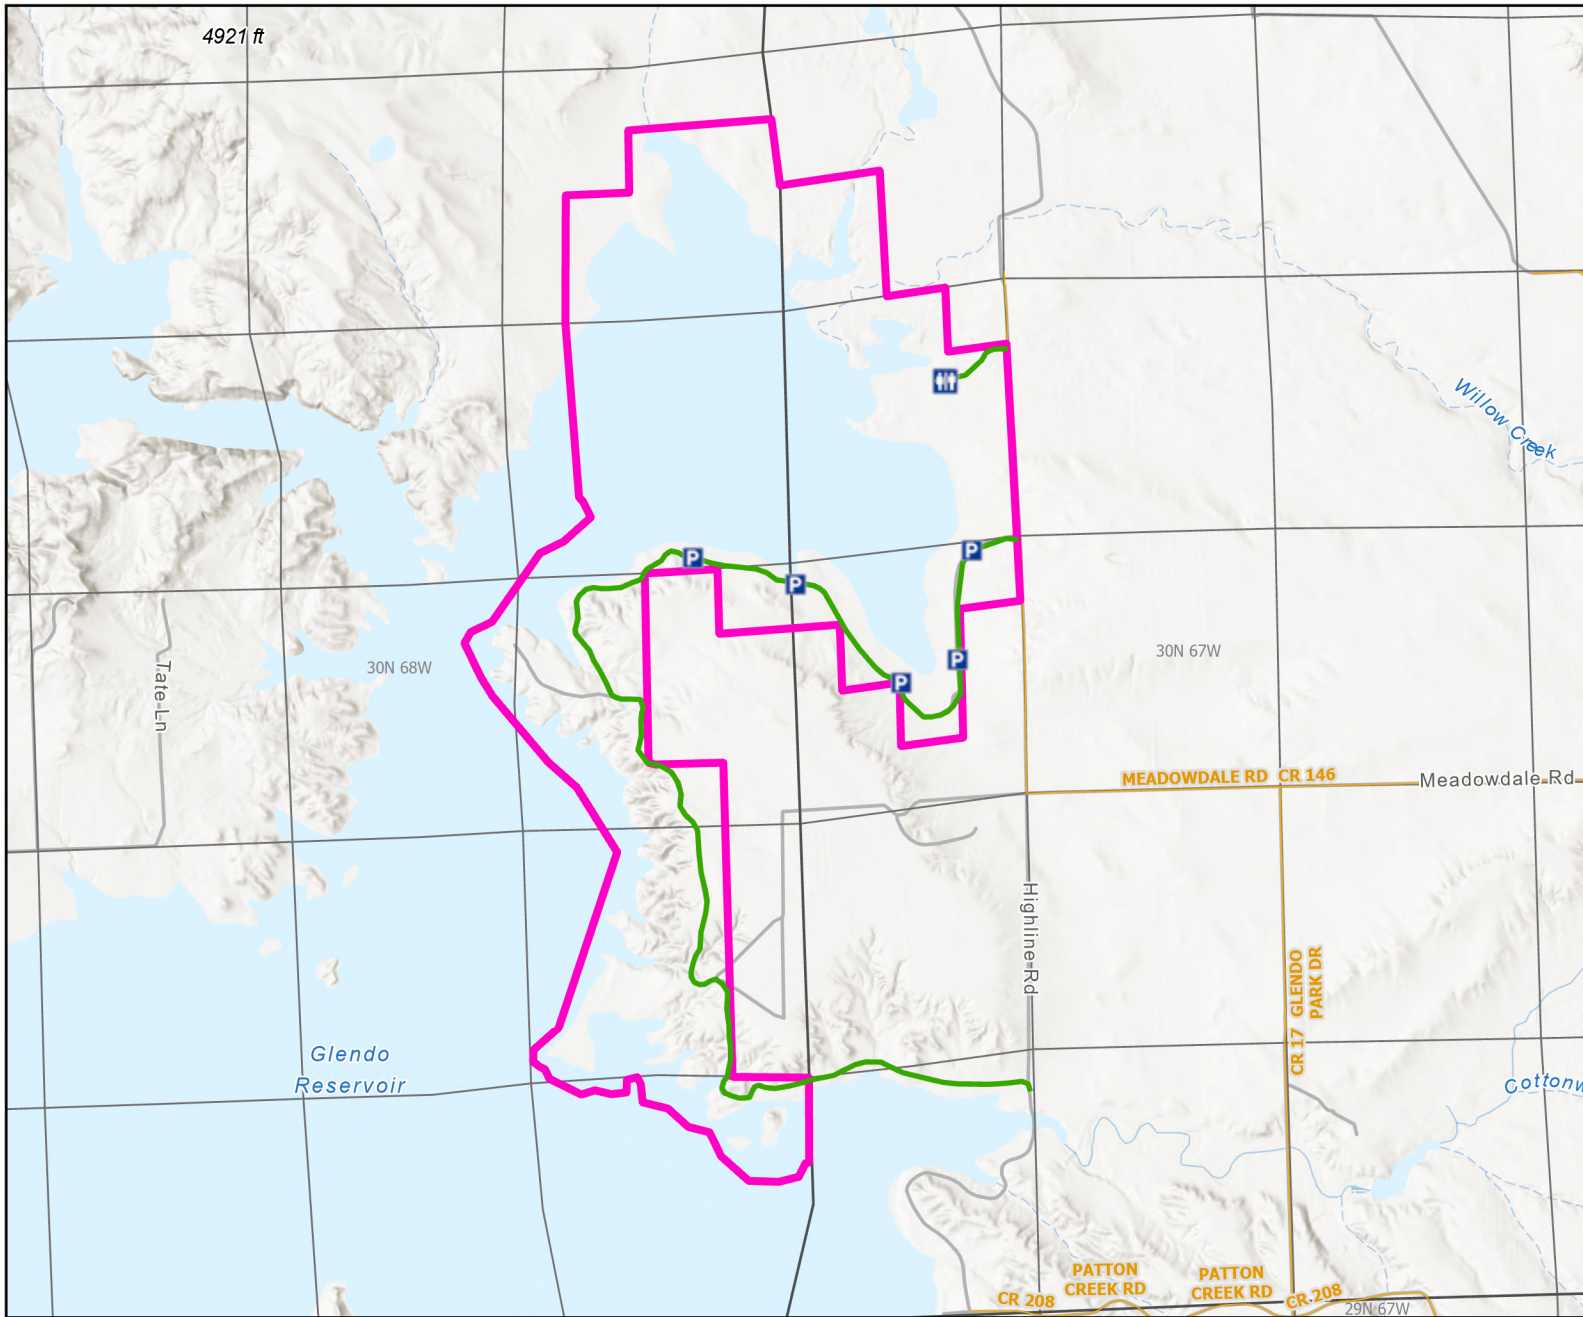 4921 ft
Willow Creek
30N 68W
30N 67W
Tate Ln
MEADOWDALE RD CR 146
Meadowdale Rd
P
P
P
P
P
Highline Rd
CR 17 GLENDO
PARK DR
Glendo
Reservoir
Cottonw
PATTON
CREEK RD
PATTON
CREEK RD
CR 208
CR 208
29N 67W